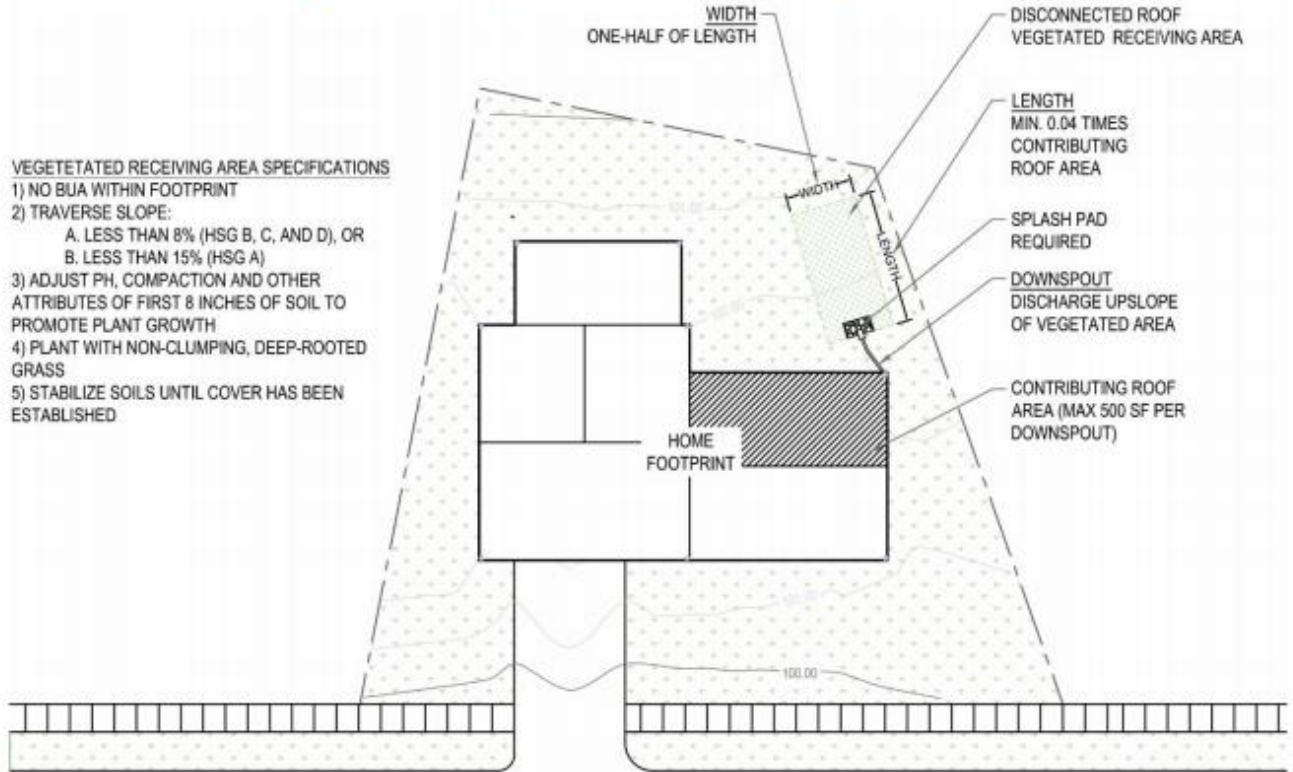 WIDTH
ONE-HALF OF LENGTH
DISCONNECTED ROOF
VEGETATED RECEIVING AREA
LENGTH
MIN. 0.04 TIMES
CONTRIBUTING
ROOF AREA
VEGETETATED RECEIVING AREA SPECIFICATIONS
1) NO BUA WITHIN FOOTPRINT
2) TRAVERSE SLOPE:
A. LESS THAN 8% (HSG B, C, AND D), OR
B. LESS THAN 15% (HSG A)
3) ADJUST PH, COMPACTION AND OTHER
ATTRIBUTES OF FIRST 8 INCHES OF SOIL TO
PROMOTE PLANT GROWTH
4) PLANT WITH NON-CLUMPING, DEEP-ROOTED
GRASS
5) STABILIZE SOILS UNTIL COVER HAS BEEN
ESTABLISHED
WIDTH
LENGTH
SPLASH PAD
REQUIRED
DOWNSPOUT
DISCHARGE UPSLOPE
OF VEGETATED AREA
CONTRIBUTING ROOF
AREA (MAX 500 SF PER
DOWNSPOUT)
HOME
FOOTPRINT
100.00